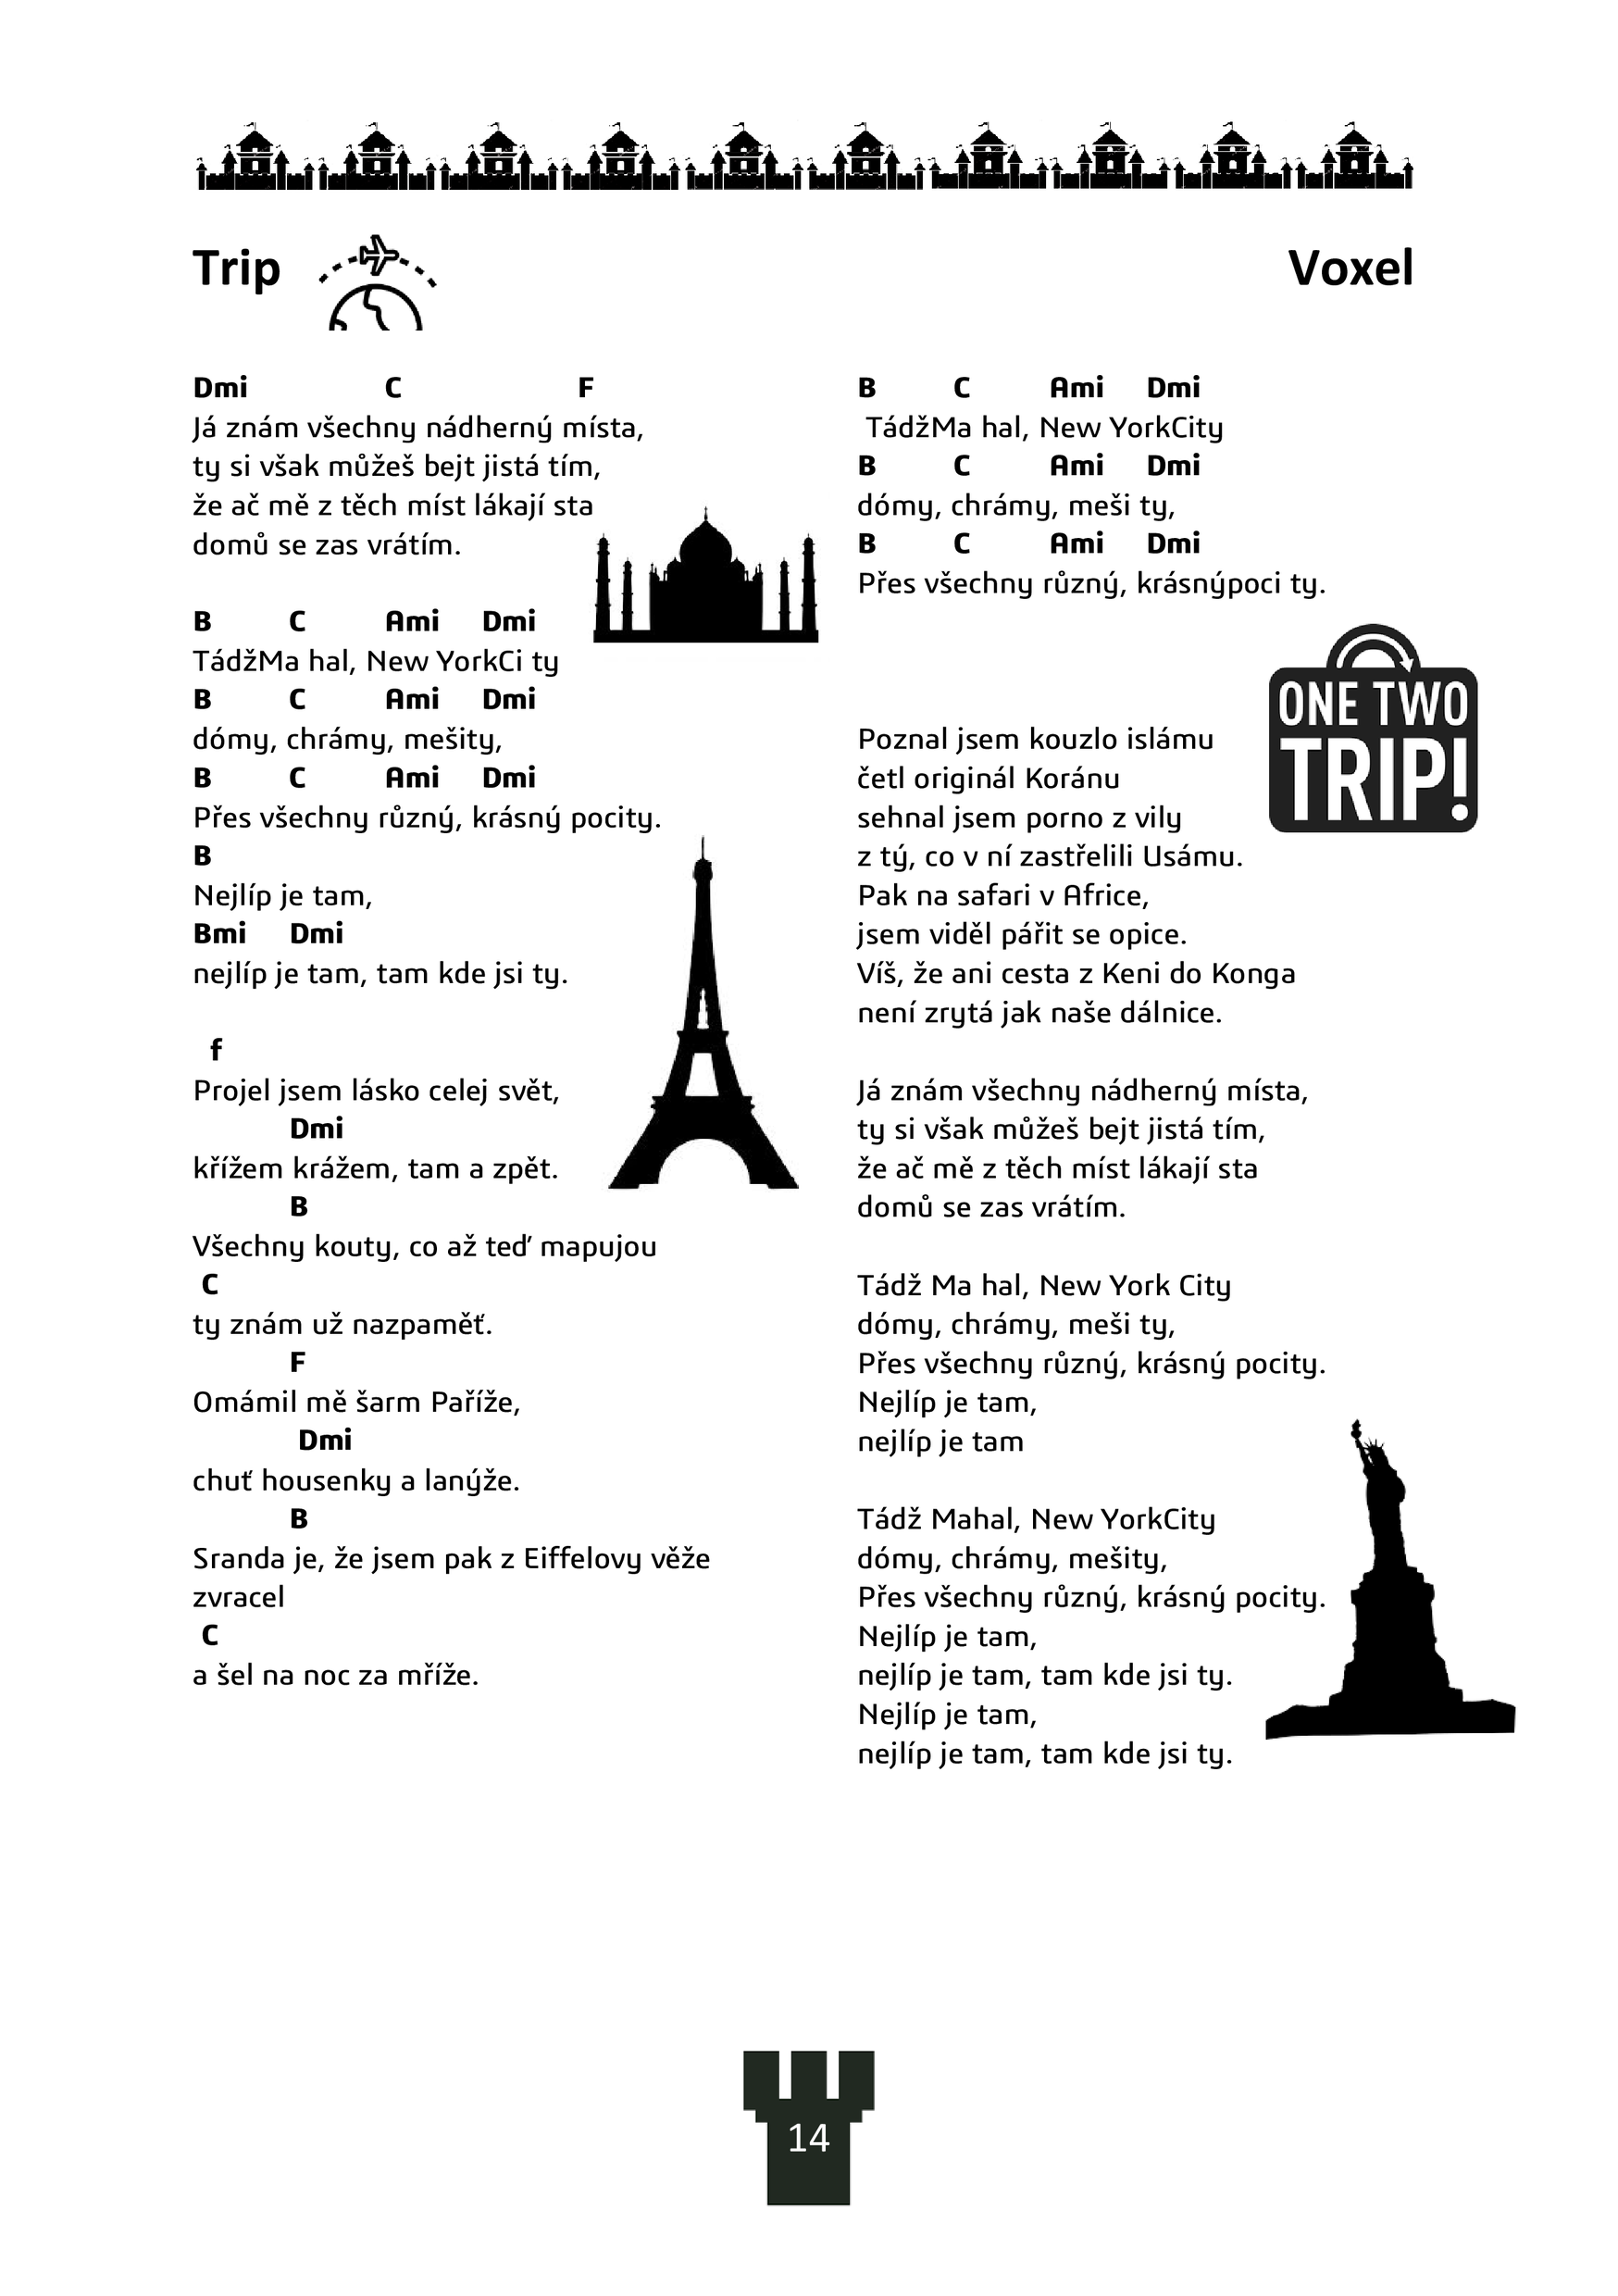 Trip
Voxel
Dmi C F
Já znám všechny nádherný místa,
ty si však můžeš bejt jistá tím,
že ač mě z těch míst lákají sta
domů se zas vrátím.
B C Ami Dmi
TádžMa hal, New YorkCi ty
B C Ami Dmi
dómy, chrámy, mešity,
B C Ami Dmi
Přes všechny různý, krásný pocity.
B
Nejlíp je tam,
Bmi Dmi
nejlíp je tam, tam kde jsi ty.
f
Projel jsem lásko celej svět,
Dmi
křížem krážem, tam a zpět.
B
Všechny kouty, co až teď mapujou
C
ty znám už nazpaměť.
F
Omámil mě šarm Paříže,
Dmi
chuť housenky a lanýže.
B
Sranda je, že jsem pak z Eiffelovy věže
zvracel
C
a šel na noc za mříže.
B C Ami Dmi
TádžMa hal, New YorkCity
B C Ami Dmi
dómy, chrámy, meši ty,
B C Ami Dmi
Přes všechny různý, krásnýpoci ty.
ONE TWO
TRIP!
Poznal jsem kouzlo islámu
četl originál Koránu
sehnal jsem porno z vily
z tý, co v ní zastřelili Usámu.
Pak na safari v Africe,
jsem viděl pářit se opice.
Víš, že ani cesta z Keni do Konga
není zrytá jak naše dálnice.
Já znám všechny nádherný místa,
ty si však můžeš bejt jistá tím,
že ač mě z těch míst lákají sta
domů se zas vrátím.
Tádž Ma hal, New York City
dómy, chrámy, meši ty,
Přes všechny různý, krásný pocity.
Nejlíp je tam,
nejlíp je tam
Tádž Mahal, New YorkCity
dómy, chrámy, mešity,
Přes všechny různý, krásný pocity.
Nejlíp je tam,
nejlíp je tam, tam kde jsi ty.
Nejlíp je tam,
nejlíp je tam, tam kde jsi ty.
14